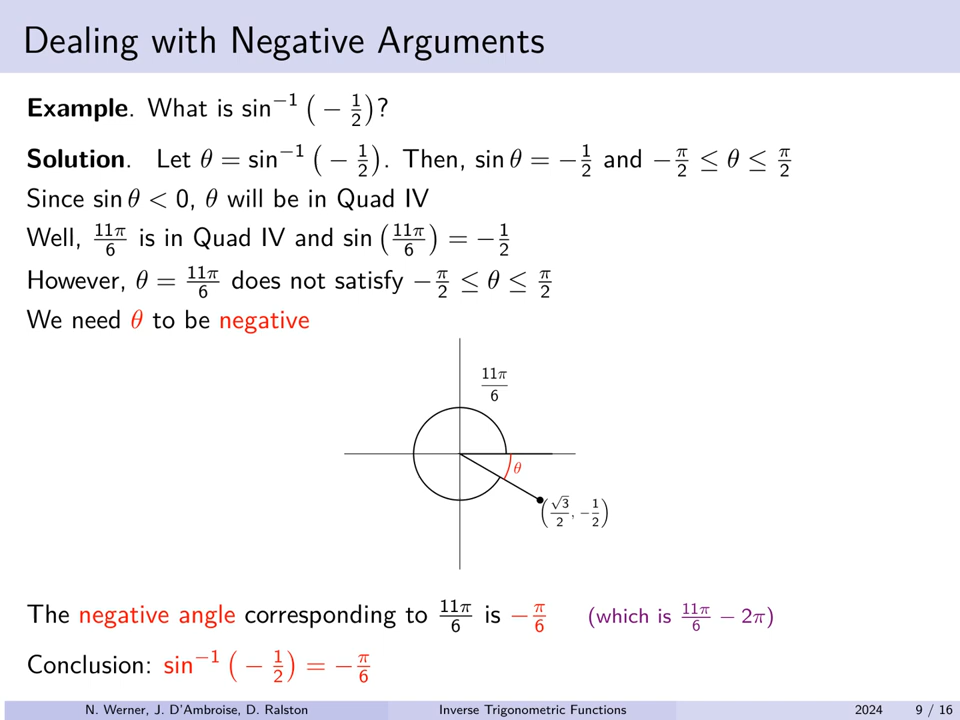 Dealing with Negative Arguments
Example. What is sin⁻¹ (− 1/2)?
Solution. Let θ = sin⁻¹ (− 1/2). Then, sin θ = −1/2 and −π/2 ≤ θ ≤ π/2
Since sin θ < 0, θ will be in Quad IV
Well, 11π/6 is in Quad IV and sin (11π/6) = −1/2
However, θ = 11π/6 does not satisfy −π/2 ≤ θ ≤ π/2
We need θ to be negative
11π/6
θ
(√3/2, −1/2)
The negative angle corresponding to 11π/6 is −π/6 (which is 11π/6 − 2π)
Conclusion: sin⁻¹ (− 1/2) = −π/6
N. Werner, J. D'Ambroise, D. Ralston Inverse Trigonometric Functions 2024 9 / 16